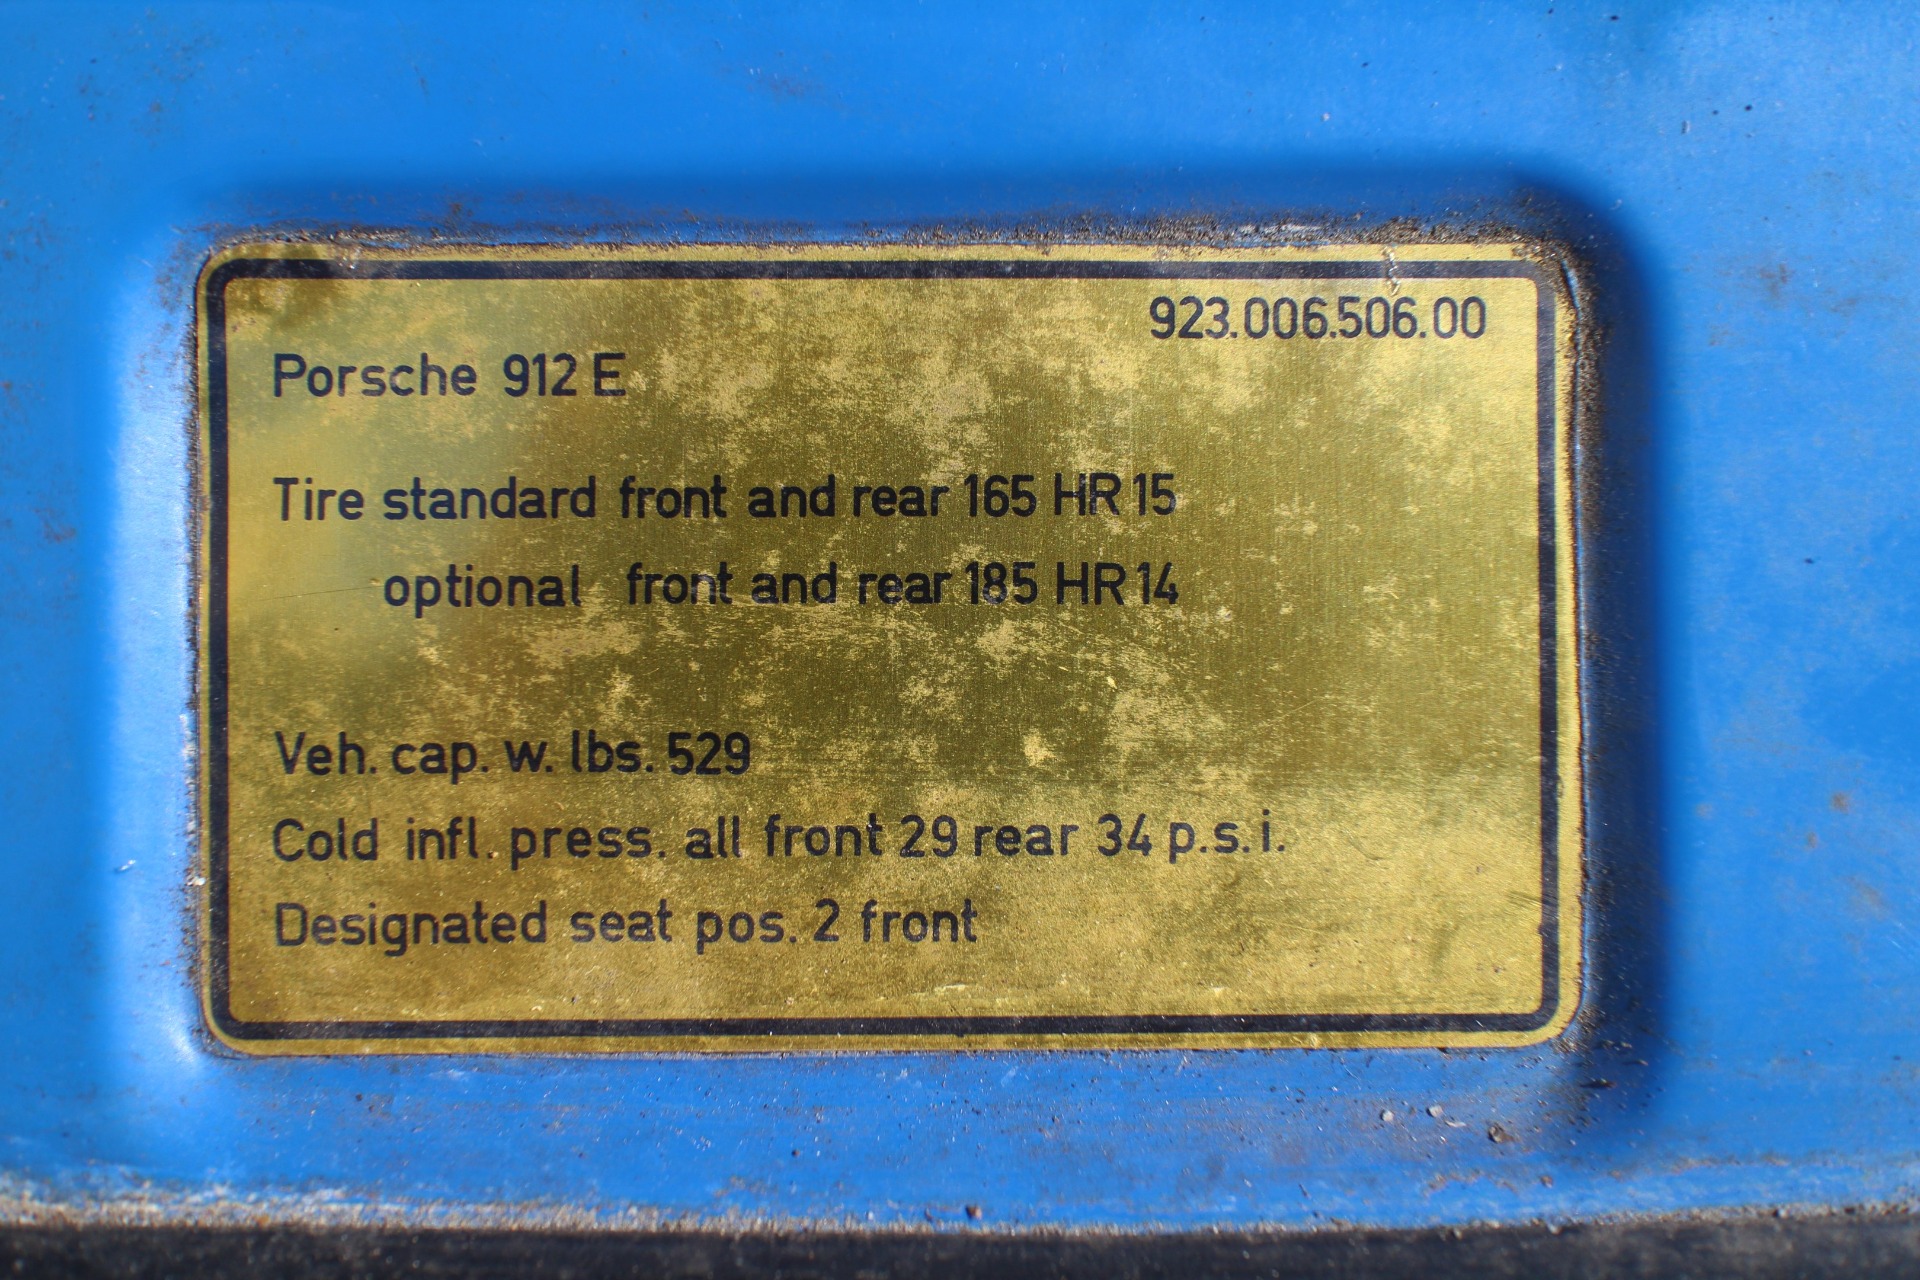 923.006.506.00
Porsche 912 E
Tire standard front and rear 165 HR 15
optional front and rear 185 HR 14
Veh. cap. w. lbs. 529
Cold infl. press. all front 29 rear 34 p.s.i.
Designated seat pos. 2 front